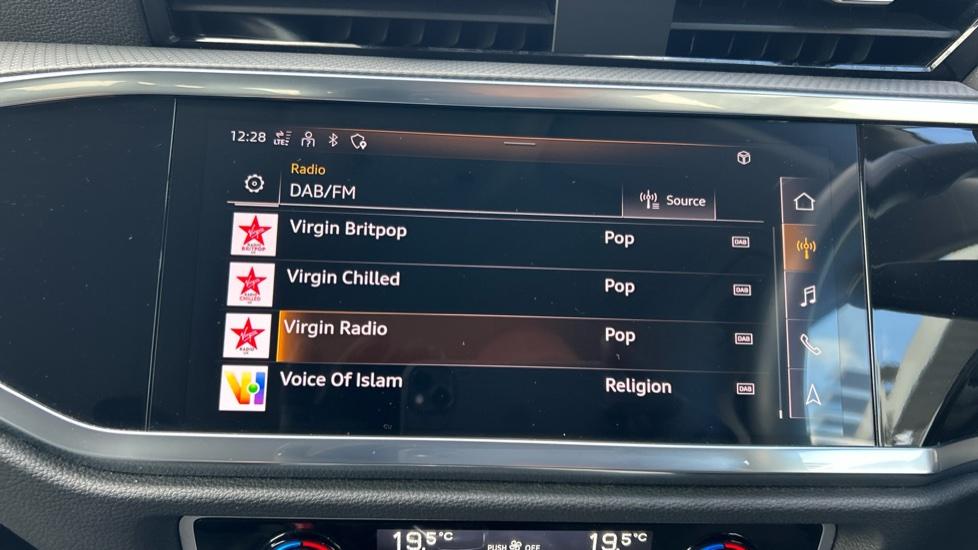 12:28 LTE
Radio
DAB/FM
Source
Virgin Britpop Pop DAB
Virgin Chilled Pop DAB
Virgin Radio Pop DAB
Voice Of Islam Religion DAB
19.5°C PUSH OFF 19.5°C